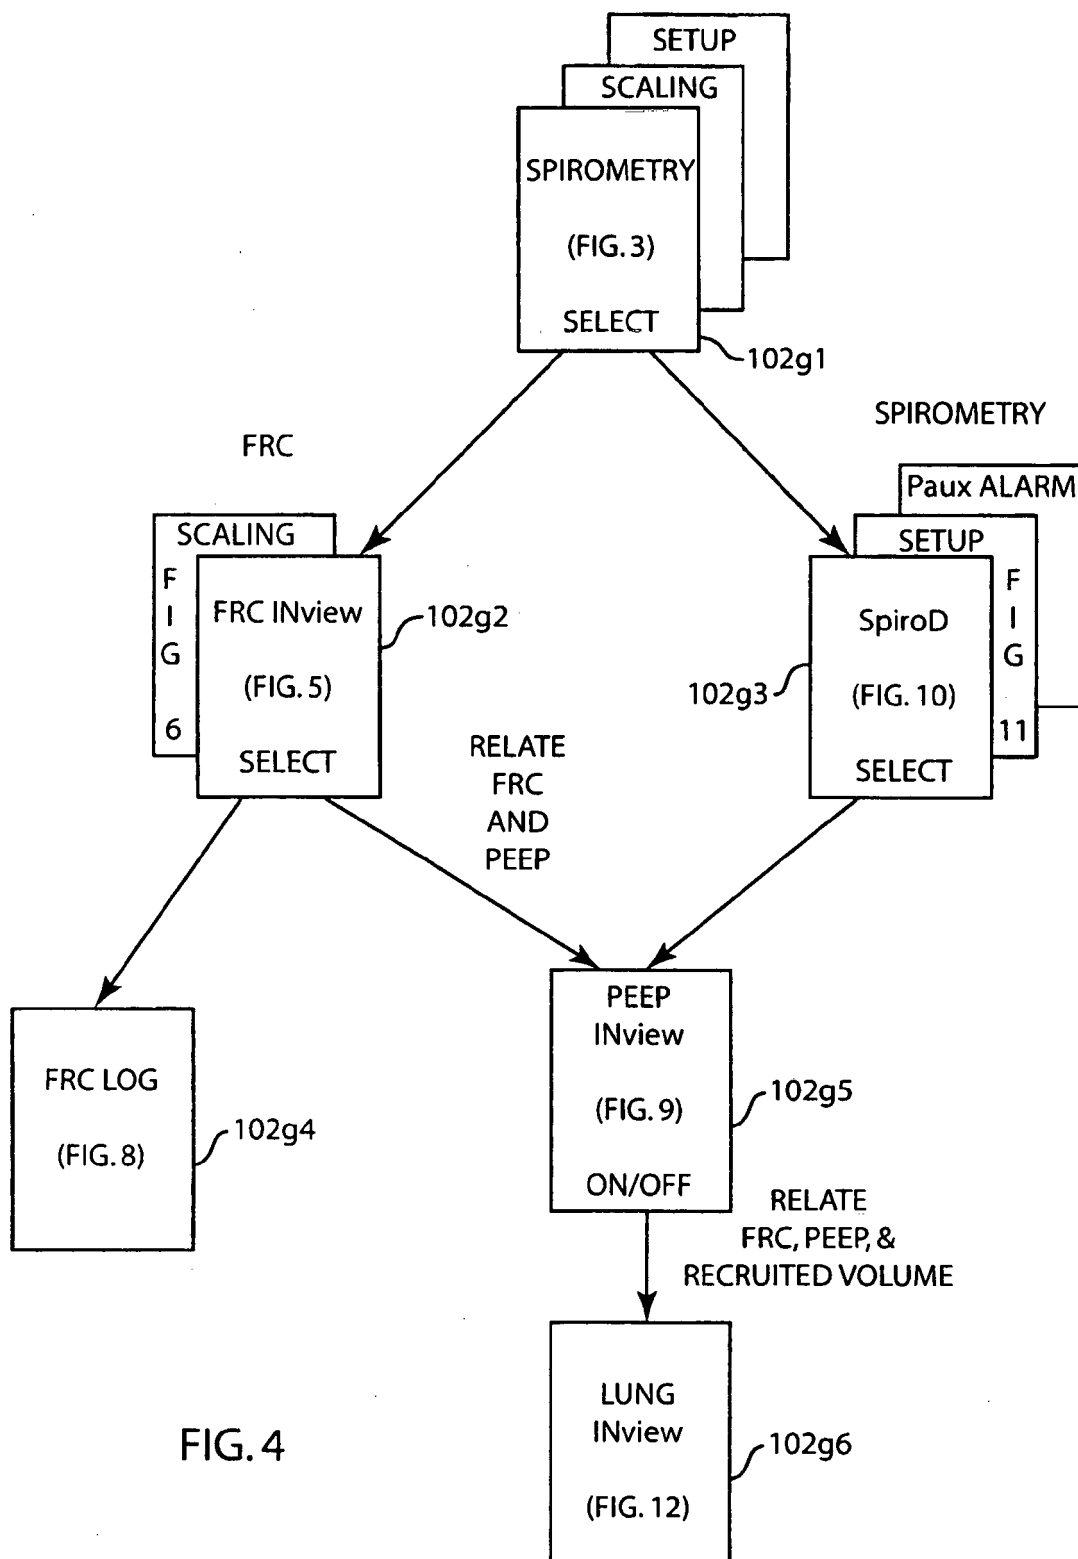 SETUP
SCALING
SPIROMETRY
(FIG. 3)
SELECT
102g1
FRC
SPIROMETRY
SCALING
F
I
G
6
FRC INview
(FIG. 5)
SELECT
102g2
Paux ALARM
SETUP
F
I
G
11
SpiroD
(FIG. 10)
SELECT
102g3
RELATE
FRC
AND
PEEP
FRC LOG
(FIG. 8)
102g4
PEEP
INview
(FIG. 9)
ON/OFF
102g5
RELATE
FRC, PEEP, &
RECRUITED VOLUME
LUNG
INview
(FIG. 12)
102g6
FIG. 4